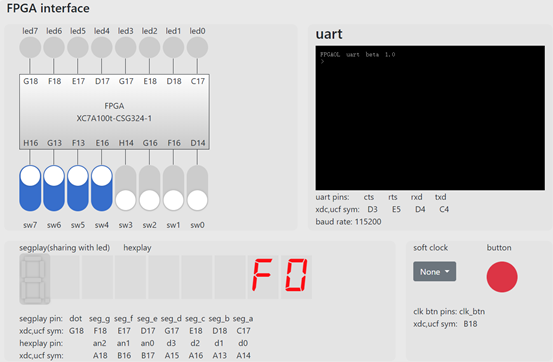 FPGA interface
led7 led6 led5 led4 led3 led2 led1 led0
G18 F18 E17 D17 G17 E18 D18 C17
FPGA
XC7A100t-CSG324-1
H16 G13 F13 E16 H14 G16 F16 D14
sw7 sw6 sw5 sw4 sw3 sw2 sw1 sw0
uart
FPGAOL uart beta 1.0
>
uart pins: cts rts rxd txd
xdc,ucf sym: D3 E5 D4 C4
baud rate: 115200
segplay(sharing with led) hexplay
F0
segplay pin: dot seg_g seg_f seg_e seg_d seg_c seg_b seg_a
xdc,ucf sym: G18 F18 E17 D17 G17 E18 D18 C17
hexplay pin: an2 an1 an0 d3 d2 d1 d0
xdc,ucf sym: A18 B16 B17 A15 A16 A13 A14
soft clock button
None
clk btn pins: clk_btn
xdc,ucf sym: B18